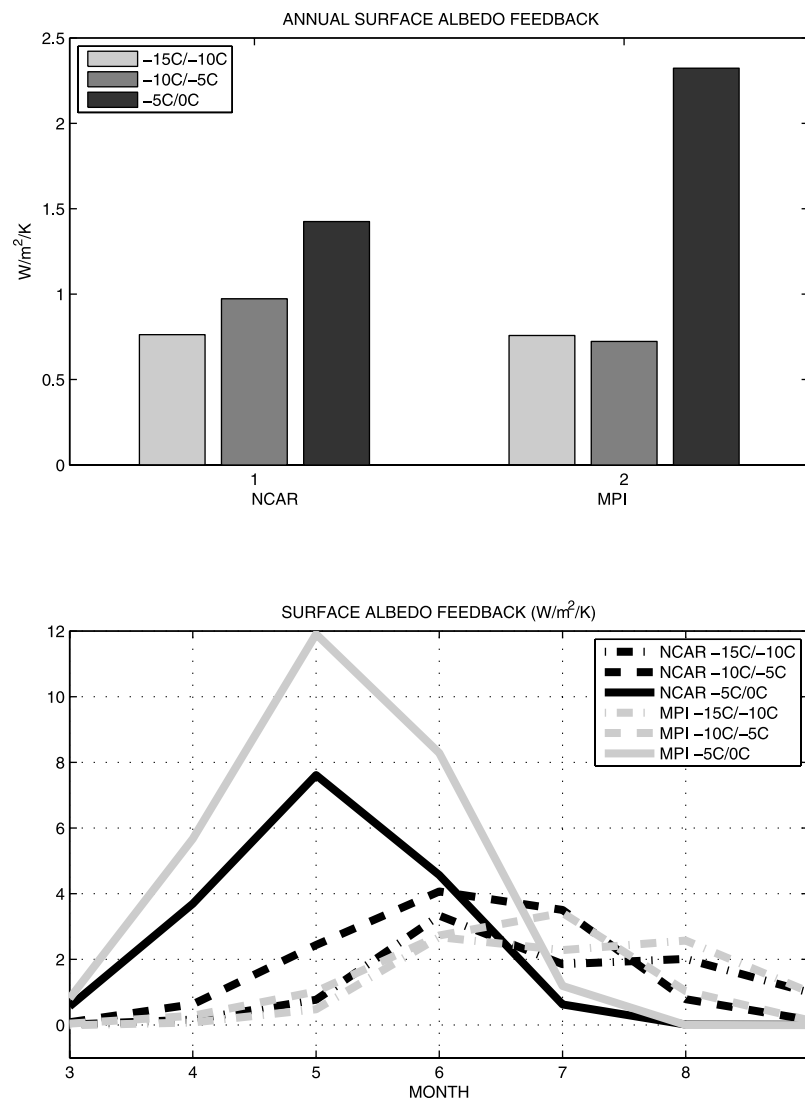 ANNUAL SURFACE ALBEDO FEEDBACK
2.5
2
1.5
1
0.5
0
W/m²/K
−15C/−10C
−10C/−5C
−5C/0C
1 2
NCAR MPI
SURFACE ALBEDO FEEDBACK (W/m²/K)
12
10
8
6
4
2
0
NCAR −15C/−10C
NCAR −10C/−5C
NCAR −5C/0C
MPI −15C/−10C
MPI −10C/−5C
MPI −5C/0C
3 4 5 6 7 8
MONTH